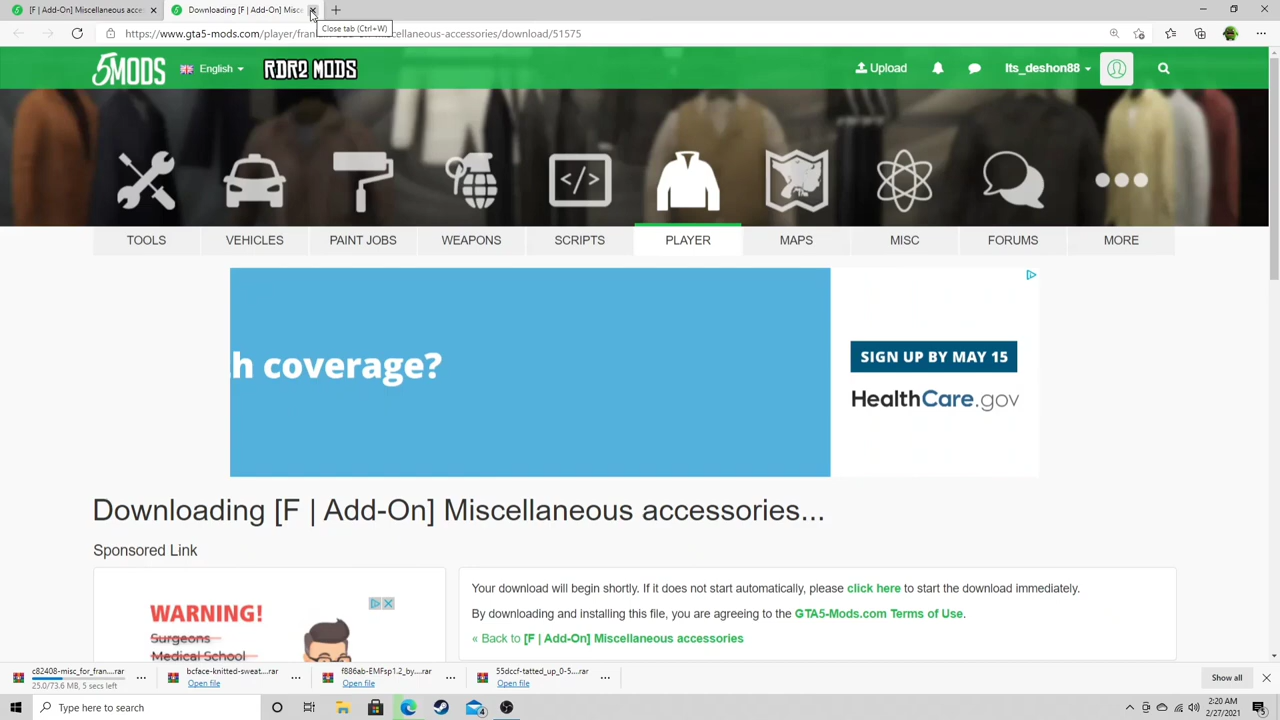 [F | Add-On] Miscellaneous acces
Downloading [F | Add-On] Misce
Close tab (Ctrl+W)
https://www.gta5-mods.com/player/fran
cellaneous-accessories/download/51575
5MODS
English
RDR2 MODS
Upload
Its_deshon88
TOOLS
VEHICLES
PAINT JOBS
WEAPONS
SCRIPTS
PLAYER
MAPS
MISC
FORUMS
MORE
h coverage?
SIGN UP BY MAY 15
HealthCare.gov
Downloading [F | Add-On] Miscellaneous accessories...
Sponsored Link
WARNING!
Surgeons
Medical School
Your download will begin shortly. If it does not start automatically, please click here to start the download immediately.
By downloading and installing this file, you are agreeing to the GTA5-Mods.com Terms of Use.
« Back to [F | Add-On] Miscellaneous accessories
c82408-misc_for_fran....rar
25.0/73.6 MB, 5 secs left
bcface-knitted-sweat....rar
Open file
f886ab-EMFsp1.2_by-....rar
Open file
55dccf-tatted_up_0-5....rar
Open file
Show all
Type here to search
4
2:20 AM
2/27/2021
5